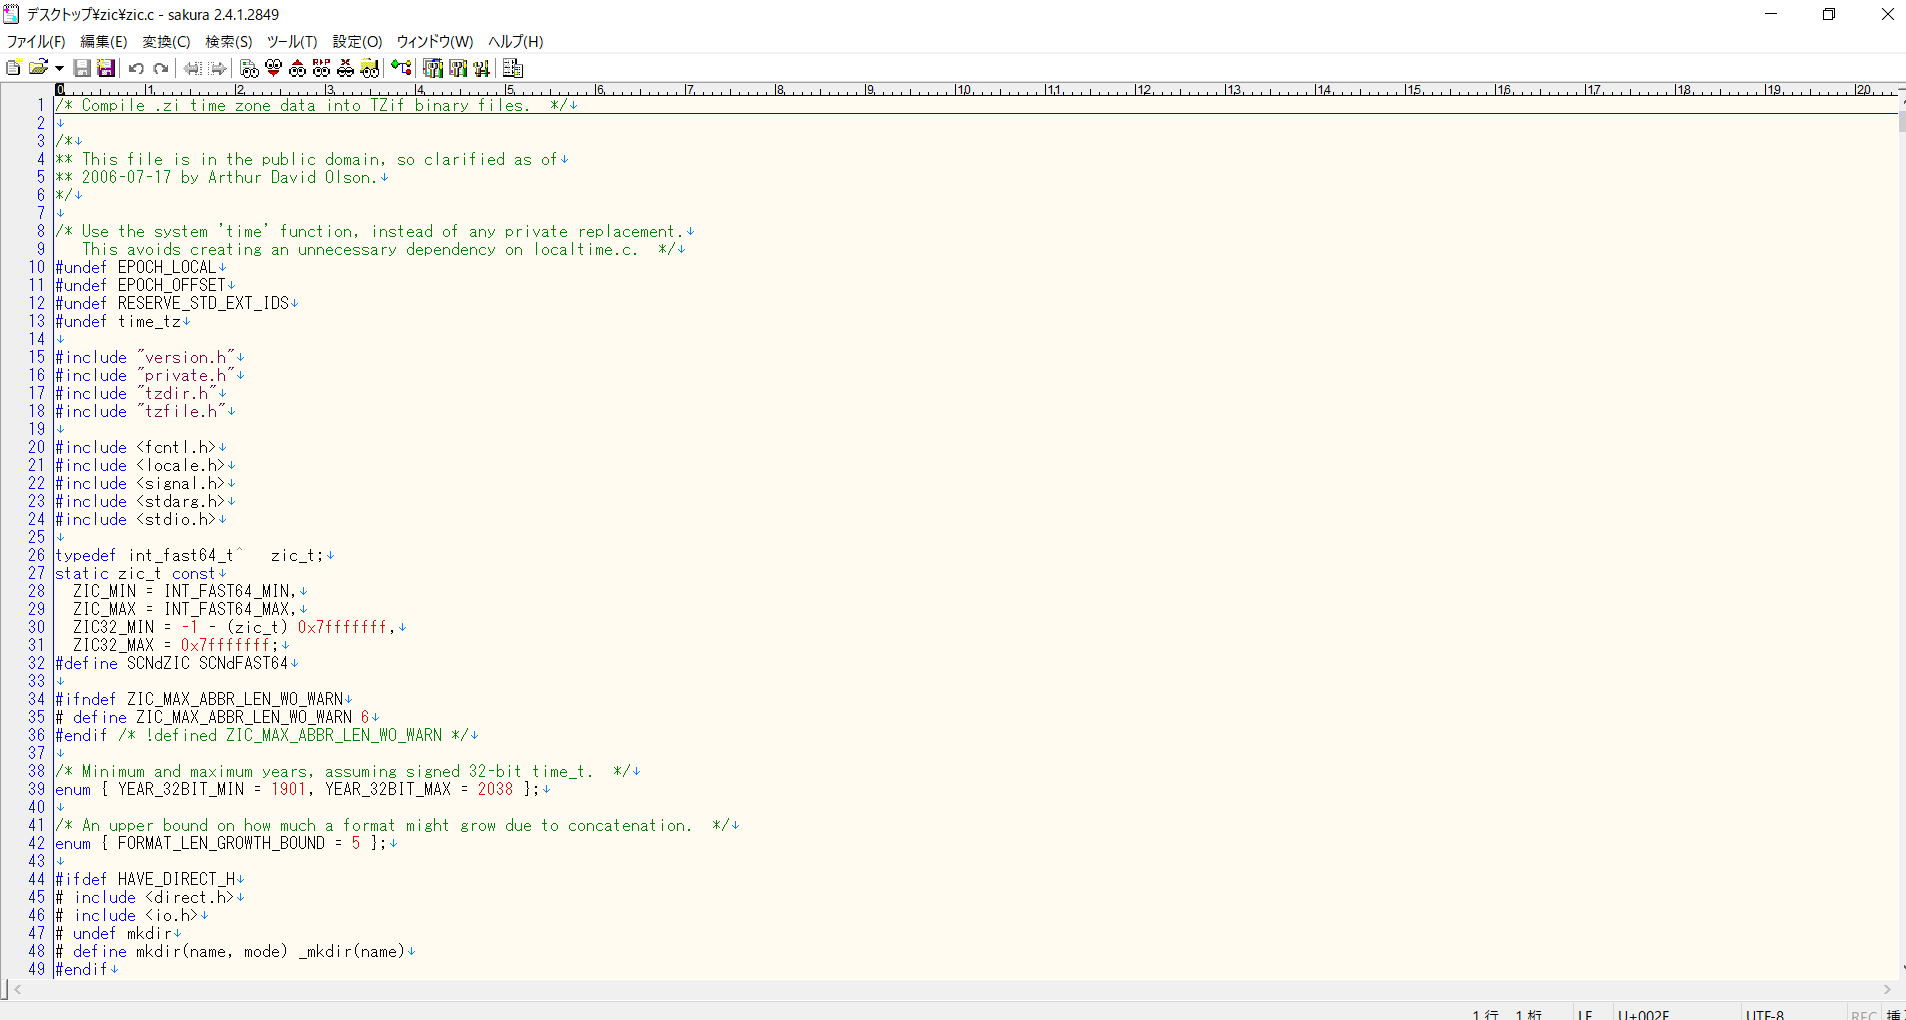 デスクトップ¥zic¥zic.c - sakura 2.4.1.2849
ファイル(F) 編集(E) 変換(C) 検索(S) ツール(T) 設定(O) ウィンドウ(W) ヘルプ(H)
0 1 2 3 4 5 6 7 8 9 10 11 12 13 14 15 16 17 18 19 20
1 /* Compile .zi time zone data into TZif binary files.  */↓
2 ↓
3 /*↓
4 ** This file is in the public domain, so clarified as of↓
5 ** 2006-07-17 by Arthur David Olson.↓
6 */↓
7 ↓
8 /* Use the system 'time' function, instead of any private replacement.↓
9    This avoids creating an unnecessary dependency on localtime.c.  */↓
10 #undef EPOCH_LOCAL↓
11 #undef EPOCH_OFFSET↓
12 #undef RESERVE_STD_EXT_IDS↓
13 #undef time_tz↓
14 ↓
15 #include "version.h"↓
16 #include "private.h"↓
17 #include "tzdir.h"↓
18 #include "tzfile.h"↓
19 ↓
20 #include <fcntl.h>↓
21 #include <locale.h>↓
22 #include <signal.h>↓
23 #include <stdarg.h>↓
24 #include <stdio.h>↓
25 ↓
26 typedef int_fast64_t^   zic_t;↓
27 static zic_t const↓
28   ZIC_MIN = INT_FAST64_MIN,↓
29   ZIC_MAX = INT_FAST64_MAX,↓
30   ZIC32_MIN = -1 - (zic_t) 0x7fffffff,↓
31   ZIC32_MAX = 0x7fffffff;↓
32 #define SCNdZIC SCNdFAST64↓
33 ↓
34 #ifndef ZIC_MAX_ABBR_LEN_WO_WARN↓
35 # define ZIC_MAX_ABBR_LEN_WO_WARN 6↓
36 #endif /* !defined ZIC_MAX_ABBR_LEN_WO_WARN */↓
37 ↓
38 /* Minimum and maximum years, assuming signed 32-bit time_t.  */↓
39 enum { YEAR_32BIT_MIN = 1901, YEAR_32BIT_MAX = 2038 };↓
40 ↓
41 /* An upper bound on how much a format might grow due to concatenation.  */↓
42 enum { FORMAT_LEN_GROWTH_BOUND = 5 };↓
43 ↓
44 #ifdef HAVE_DIRECT_H↓
45 # include <direct.h>↓
46 # include <io.h>↓
47 # undef mkdir↓
48 # define mkdir(name, mode) _mkdir(name)↓
49 #endif↓
1 行 1 桁 LF U+002F UTF-8 REC 挿